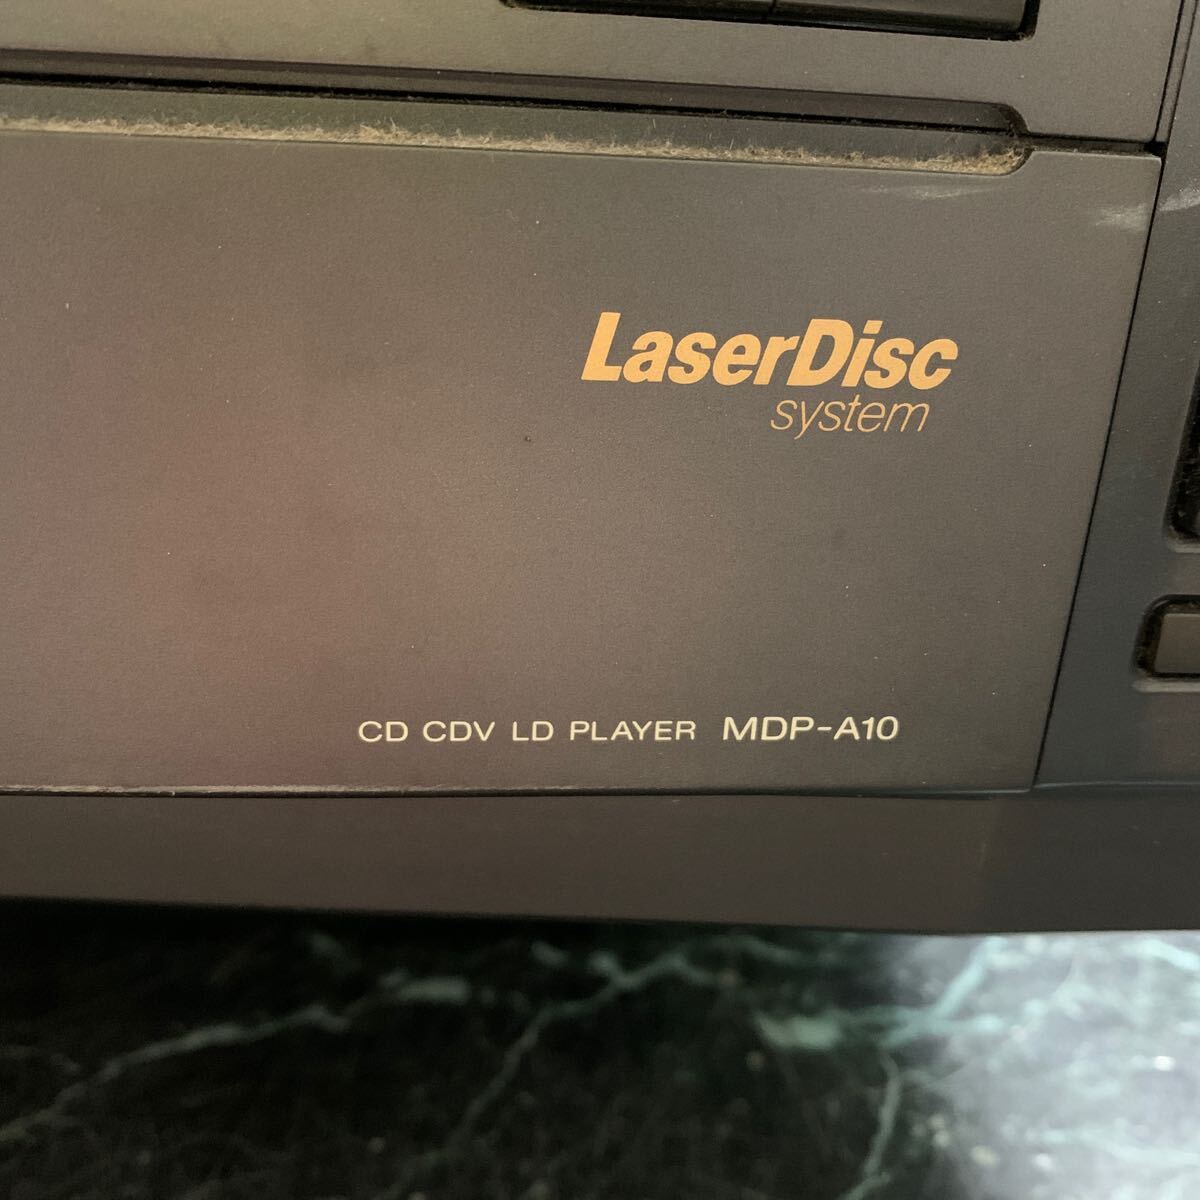 LaserDisc
system
CD CDV LD PLAYER MDP-A10